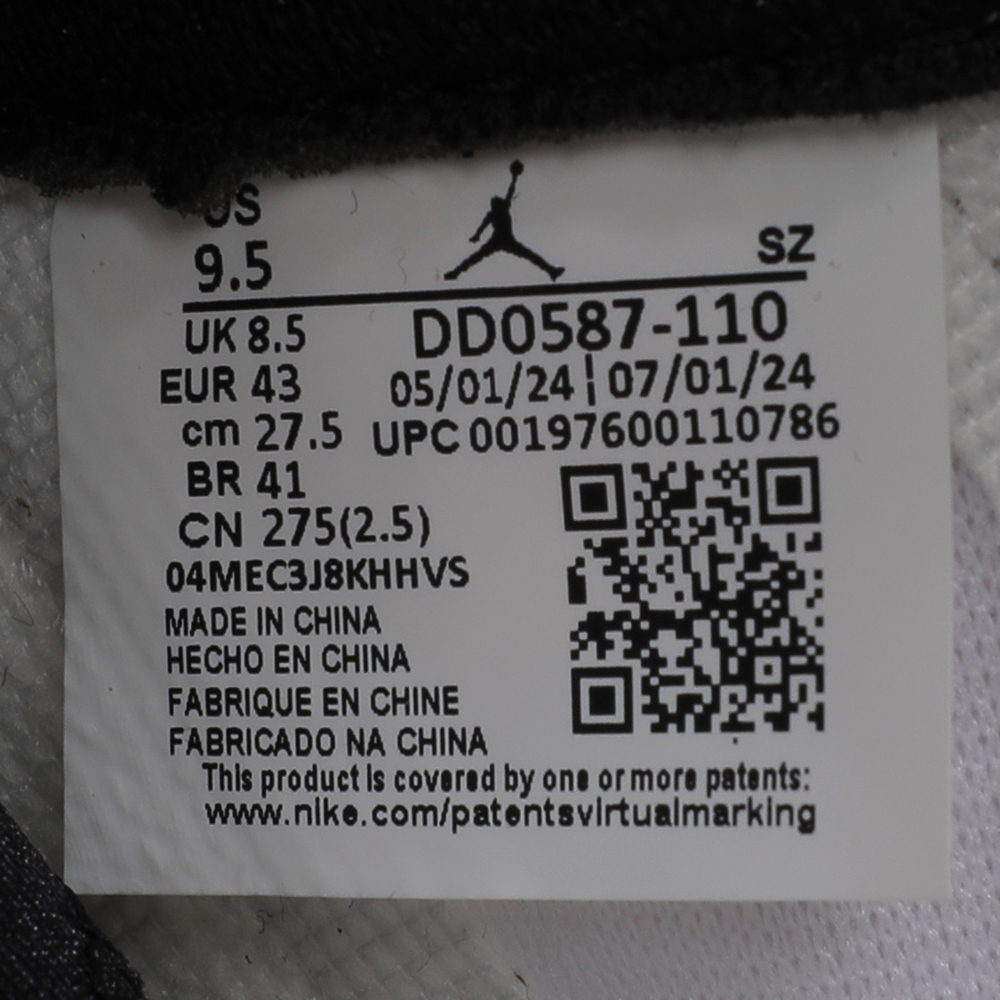 US
9.5
SZ
UK 8.5
DD0587-110
EUR 43
05/01/24 ¦ 07/01/24
cm 27.5
UPC 00197600110786
BR 41
CN 275(2.5)
04MEC3J8KHHVS
MADE IN CHINA
HECHO EN CHINA
FABRIQUE EN CHINE
FABRICADO NA CHINA
This product is covered by one or more patents:
www.nike.com/patentsvirtualmarking